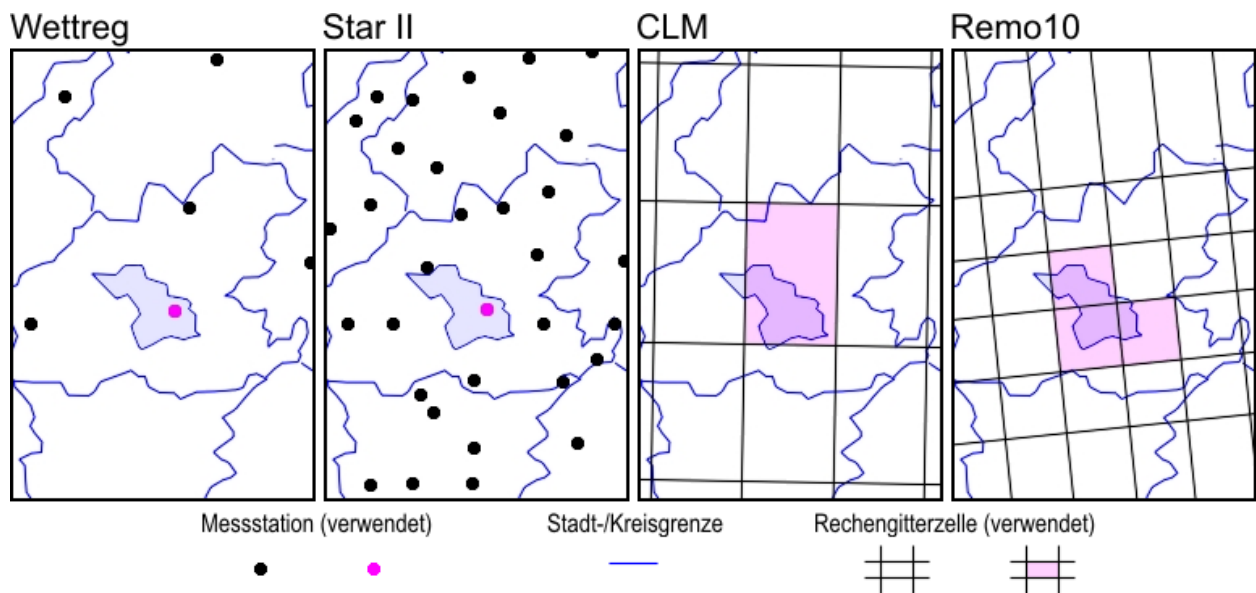 Wettreg Star II CLM Remo10
Messstation (verwendet) Stadt-/Kreisgrenze Rechengitterzelle (verwendet)